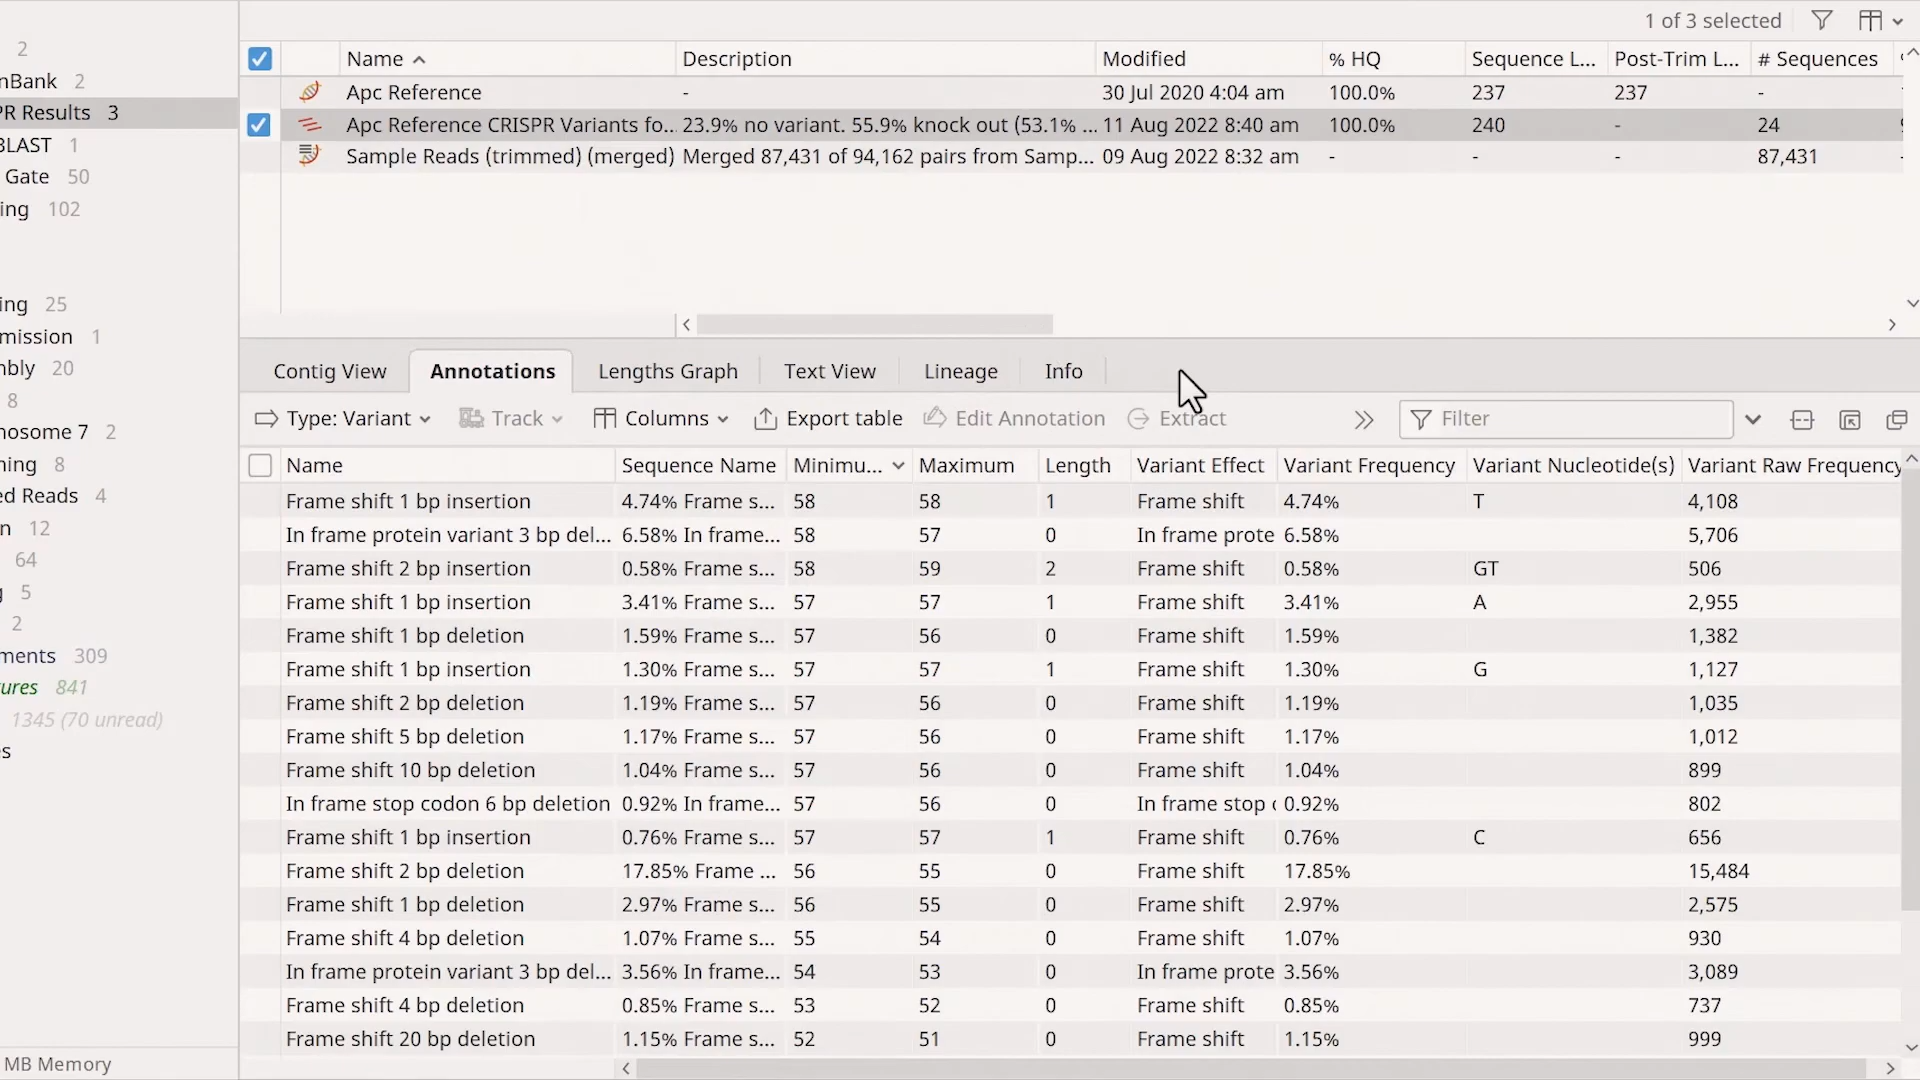 1 of 3 selected
2
nBank 2
PR Results 3
BLAST 1
Gate 50
ing 102
ing 25
mission 1
mbly 20
8
nosome 7 2
ning 8
ed Reads 4
n 12
64
g 5
2
ments 309
ures 841
1345 (70 unread)
es
MB Memory
Name Description Modified % HQ Sequence L... Post-Trim L... # Sequences
Apc Reference - 30 Jul 2020 4:04 am 100.0% 237 237 -
Apc Reference CRISPR Variants fo... 23.9% no variant. 55.9% knock out (53.1% ... 11 Aug 2022 8:40 am 100.0% 240 - 24
Sample Reads (trimmed) (merged) Merged 87,431 of 94,162 pairs from Samp... 09 Aug 2022 8:32 am - - - 87,431
Contig View Annotations Lengths Graph Text View Lineage Info
Type: Variant Track Columns Export table Edit Annotation Extract Filter
Name Sequence Name Minimu... Maximum Length Variant Effect Variant Frequency Variant Nucleotide(s) Variant Raw Frequency
Frame shift 1 bp insertion 4.74% Frame s... 58 58 1 Frame shift 4.74% T 4,108
In frame protein variant 3 bp del... 6.58% In frame... 58 57 0 In frame prote 6.58% 5,706
Frame shift 2 bp insertion 0.58% Frame s... 58 59 2 Frame shift 0.58% GT 506
Frame shift 1 bp insertion 3.41% Frame s... 57 57 1 Frame shift 3.41% A 2,955
Frame shift 1 bp deletion 1.59% Frame s... 57 56 0 Frame shift 1.59% 1,382
Frame shift 1 bp insertion 1.30% Frame s... 57 57 1 Frame shift 1.30% G 1,127
Frame shift 2 bp deletion 1.19% Frame s... 57 56 0 Frame shift 1.19% 1,035
Frame shift 5 bp deletion 1.17% Frame s... 57 56 0 Frame shift 1.17% 1,012
Frame shift 10 bp deletion 1.04% Frame s... 57 56 0 Frame shift 1.04% 899
In frame stop codon 6 bp deletion 0.92% In frame... 57 56 0 In frame stop 0.92% 802
Frame shift 1 bp insertion 0.76% Frame s... 57 57 1 Frame shift 0.76% C 656
Frame shift 2 bp deletion 17.85% Frame ... 56 55 0 Frame shift 17.85% 15,484
Frame shift 1 bp deletion 2.97% Frame s... 56 55 0 Frame shift 2.97% 2,575
Frame shift 4 bp deletion 1.07% Frame s... 55 54 0 Frame shift 1.07% 930
In frame protein variant 3 bp del... 3.56% In frame... 54 53 0 In frame prote 3.56% 3,089
Frame shift 4 bp deletion 0.85% Frame s... 53 52 0 Frame shift 0.85% 737
Frame shift 20 bp deletion 1.15% Frame s... 52 51 0 Frame shift 1.15% 999